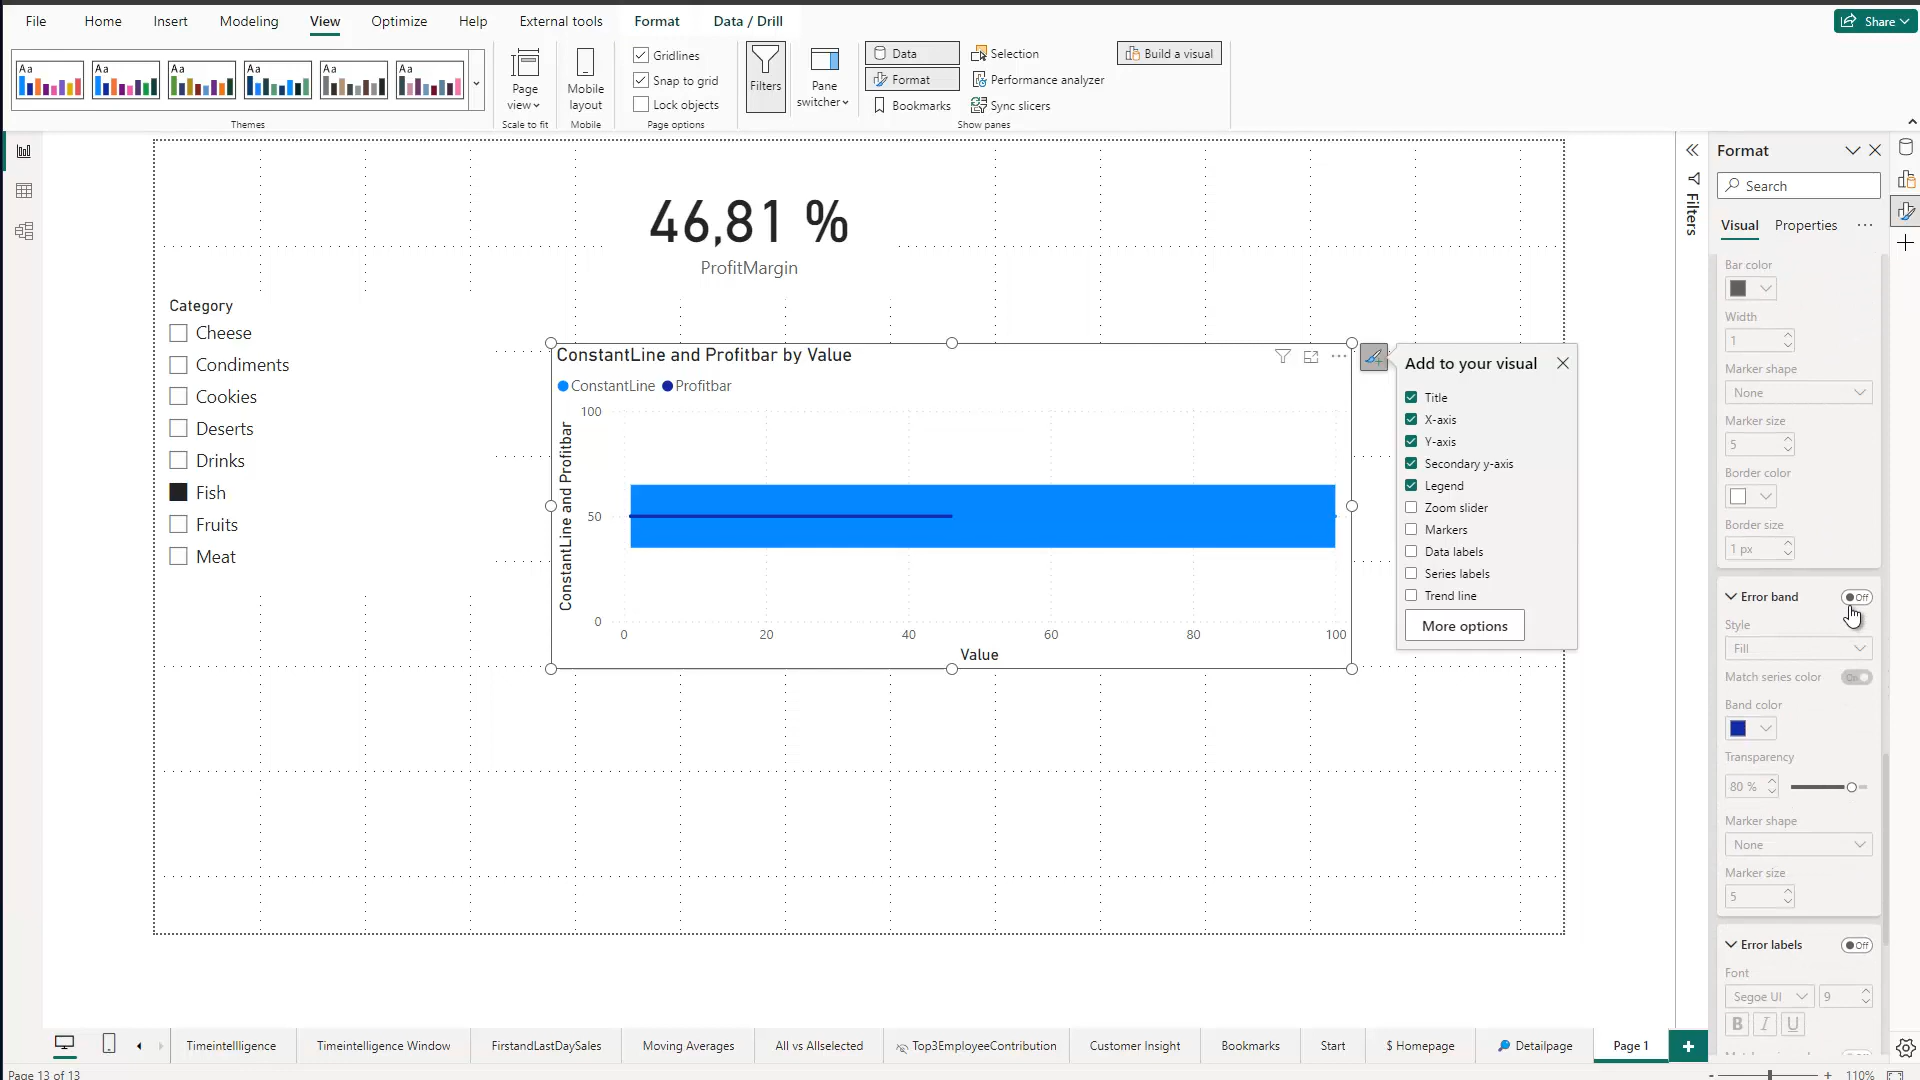 File Home Insert Modeling View Optimize Help External tools Format Data / Drill Share
Aa Aa Aa Aa Aa Aa
Themes
Page view
Scale to fit
Mobile layout
Mobile
Gridlines
Snap to grid
Lock objects
Page options
Filters
Pane switcher
Data
Format
Bookmarks
Selection
Performance analyzer
Sync slicers
Show panes
Build a visual
46,81 %
ProfitMargin
Category
Cheese
Condiments
Cookies
Deserts
Drinks
Fish
Fruits
Meat
ConstantLine and Profitbar by Value
ConstantLine Profitbar
ConstantLine and Profitbar
100
50
0
0 20 40 60 80 100
Value
Add to your visual
Title
X-axis
Y-axis
Secondary y-axis
Legend
Zoom slider
Markers
Data labels
Series labels
Trend line
More options
Filters
Format
Search
Visual Properties
Bar color
Width
1
Marker shape
None
Marker size
5
Border color
Border size
1 px
Error band Off
Style
Fill
Match series color On
Band color
Transparency
80 %
Marker shape
None
Marker size
5
Error labels Off
Font
Segoe UI 9
B I U
Timeintellligence Timeintelligence Window FirstandLastDaySales Moving Averages All vs Allselected Top3EmployeeContribution Customer Insight Bookmarks Start $ Homepage Detailpage Page 1
Page 13 of 13
- + 110%